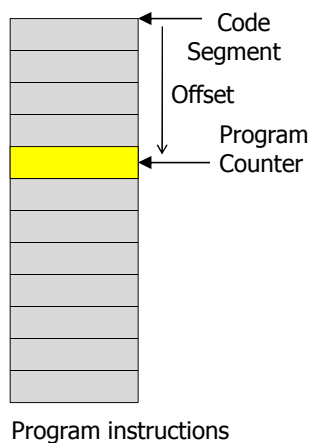 Code
Segment
Offset
Program
Counter
Program instructions